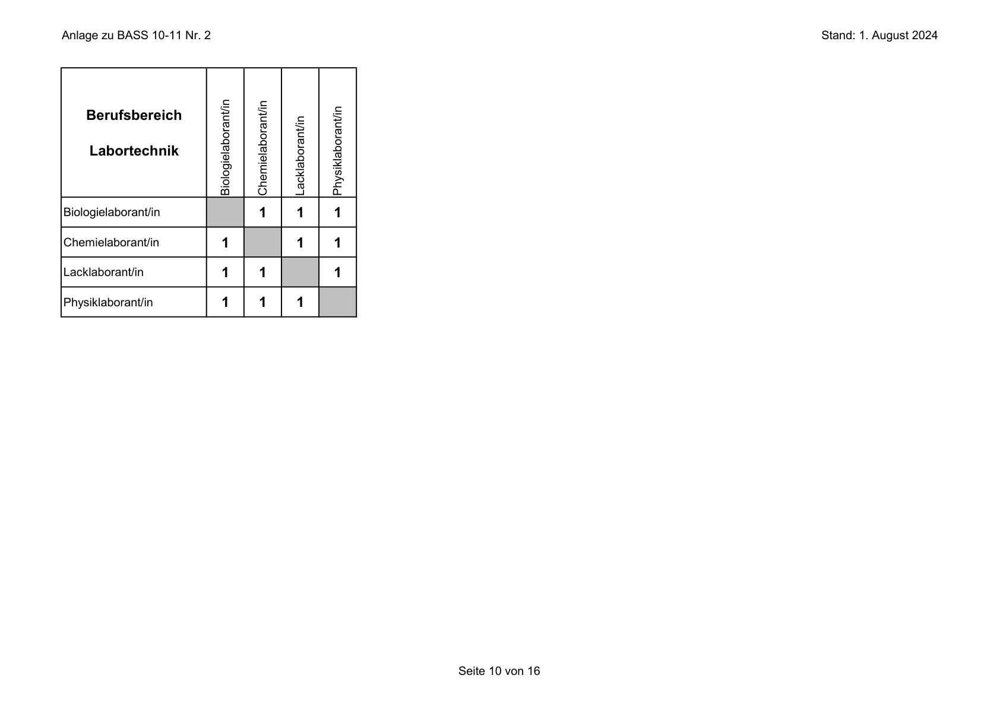 Anlage zu BASS 10-11 Nr. 2
Stand: 1. August 2024
Berufsbereich
Labortechnik
Biologielaborant/in
Chemielaborant/in
Lacklaborant/in
Physiklaborant/in
Biologielaborant/in 1 1 1
Chemielaborant/in 1 1 1
Lacklaborant/in 1 1 1
Physiklaborant/in 1 1 1
Seite 10 von 16